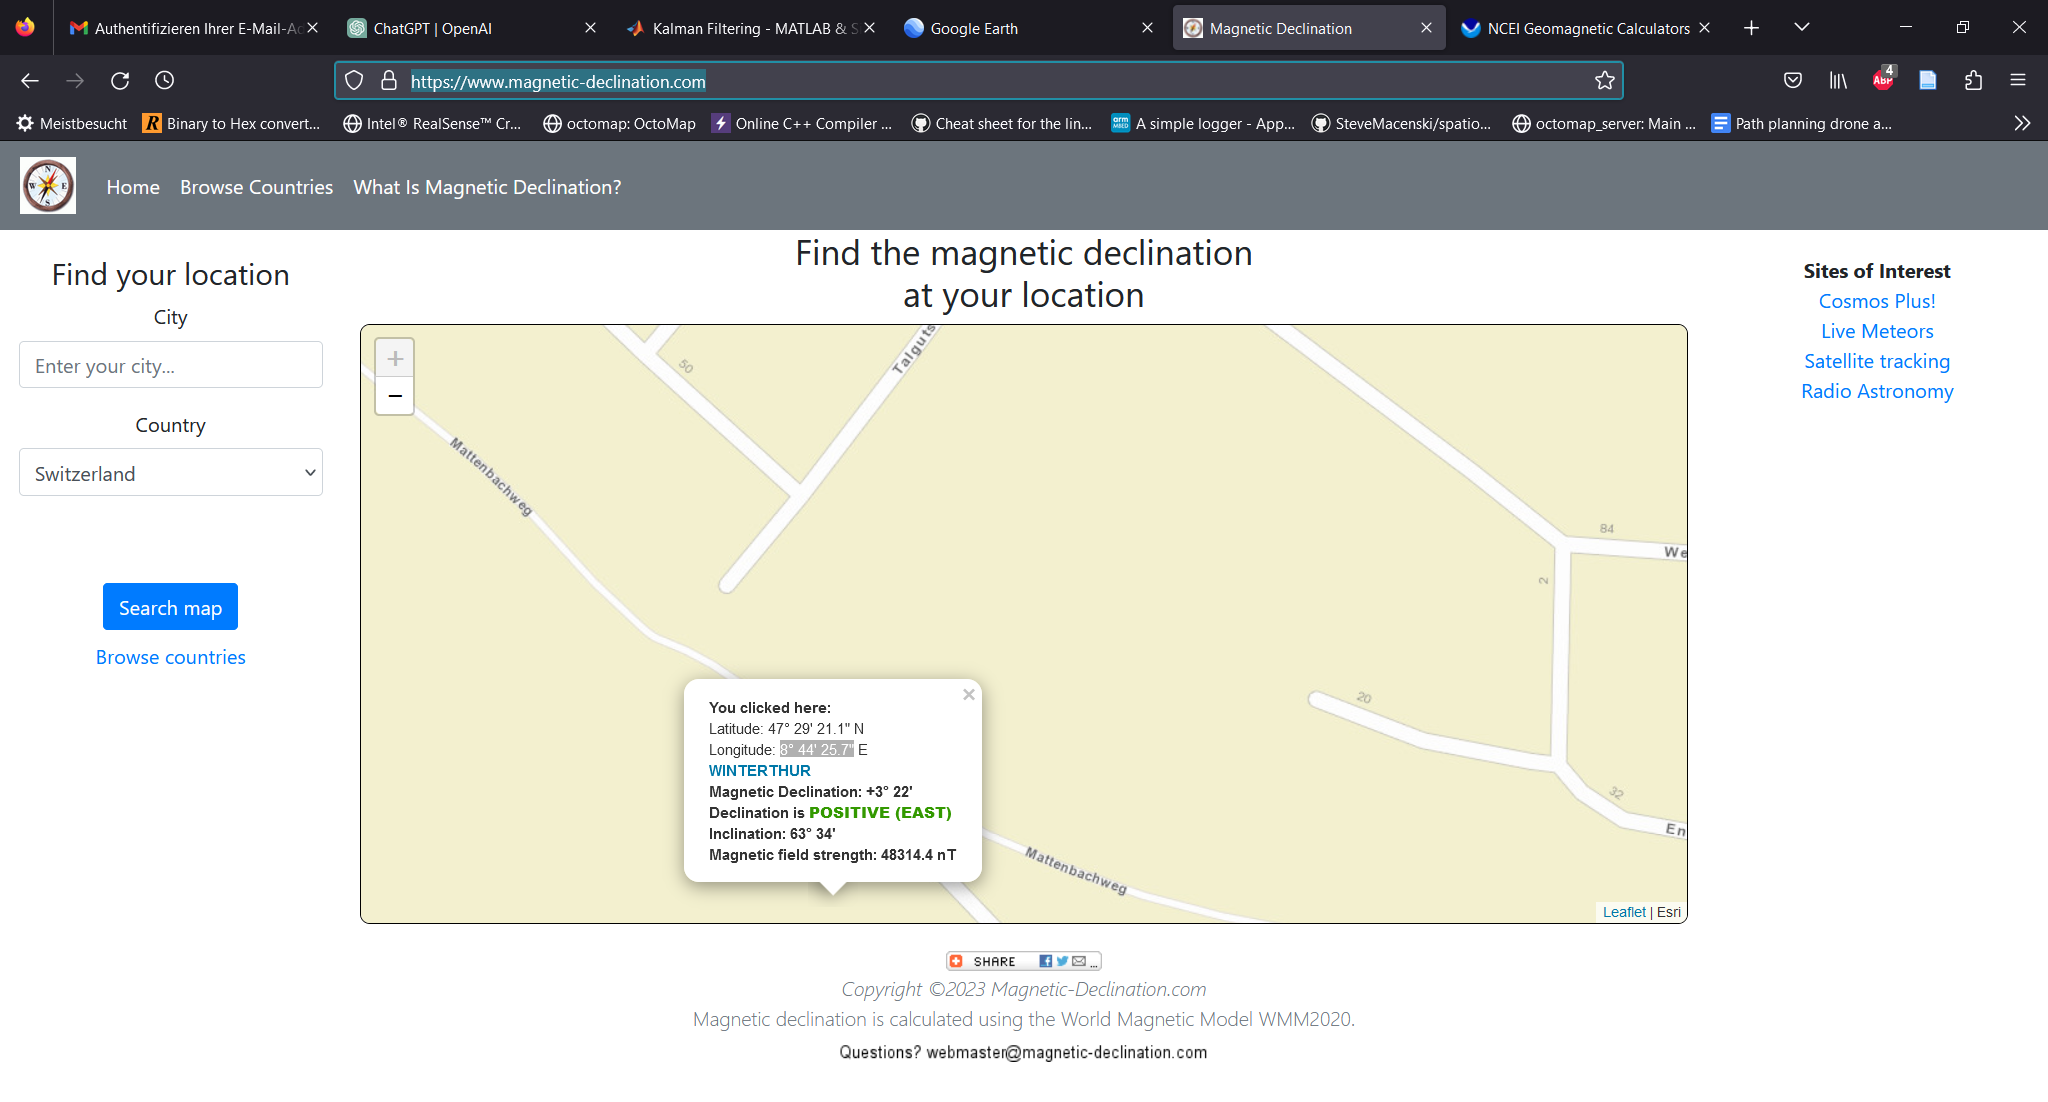 Authentifizieren Ihrer E-Mail-Ad
ChatGPT | OpenAI
Kalman Filtering - MATLAB & S
Google Earth
Magnetic Declination
NCEI Geomagnetic Calculators
https://www.magnetic-declination.com
4
ABP
Meistbesucht
Binary to Hex convert...
Intel® RealSense™ Cr...
octomap: OctoMap
Online C++ Compiler ...
Cheat sheet for the lin...
A simple logger - App...
SteveMacenski/spatio...
octomap_server: Main ...
Path planning drone a...
Home
Browse Countries
What Is Magnetic Declination?
Find your location
City
Enter your city...
Country
Switzerland
Search map
Browse countries
Find the magnetic declination
at your location
+
−
50
Talguts
Mattenbachweg
84
We
2
20
32
En
Mattenbachweg
You clicked here:
Latitude: 47° 29' 21.1" N
Longitude: 8° 44' 25.7" E
WINTERTHUR
Magnetic Declination: +3° 22'
Declination is POSITIVE (EAST)
Inclination: 63° 34'
Magnetic field strength: 48314.4 nT
Leaflet | Esri
Sites of Interest
Cosmos Plus!
Live Meteors
Satellite tracking
Radio Astronomy
SHARE ...
Copyright ©2023 Magnetic-Declination.com
Magnetic declination is calculated using the World Magnetic Model WMM2020.
Questions? webmaster@magnetic-declination.com